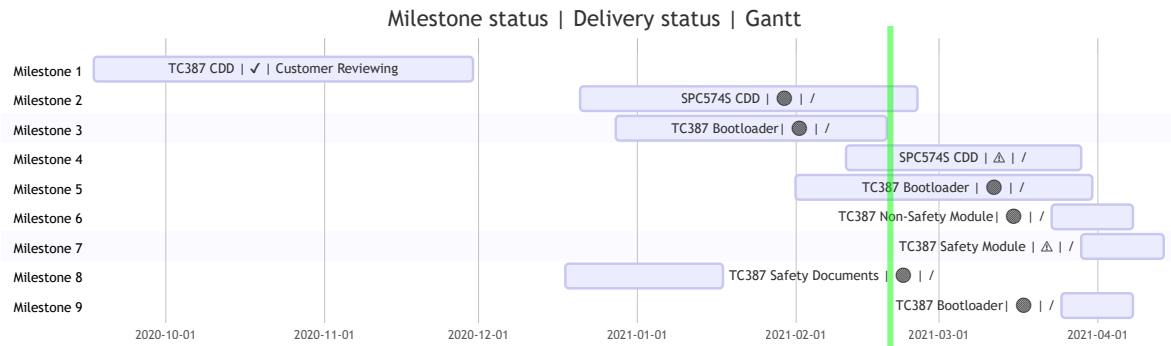 Milestone status | Delivery status | Gantt
Milestone 1 TC387 CDD | ✓ | Customer Reviewing
Milestone 2 SPC574S CDD | 🔘 | /
Milestone 3 TC387 Bootloader| 🔘 | /
Milestone 4 SPC574S CDD | ⚠ | /
Milestone 5 TC387 Bootloader | 🔘 | /
Milestone 6 TC387 Non-Safety Module| 🔘 | /
Milestone 7 TC387 Safety Module | ⚠ | /
Milestone 8 TC387 Safety Documents | 🔘 | /
Milestone 9 TC387 Bootloader| 🔘 | /
2020-10-01 2020-11-01 2020-12-01 2021-01-01 2021-02-01 2021-03-01 2021-04-01